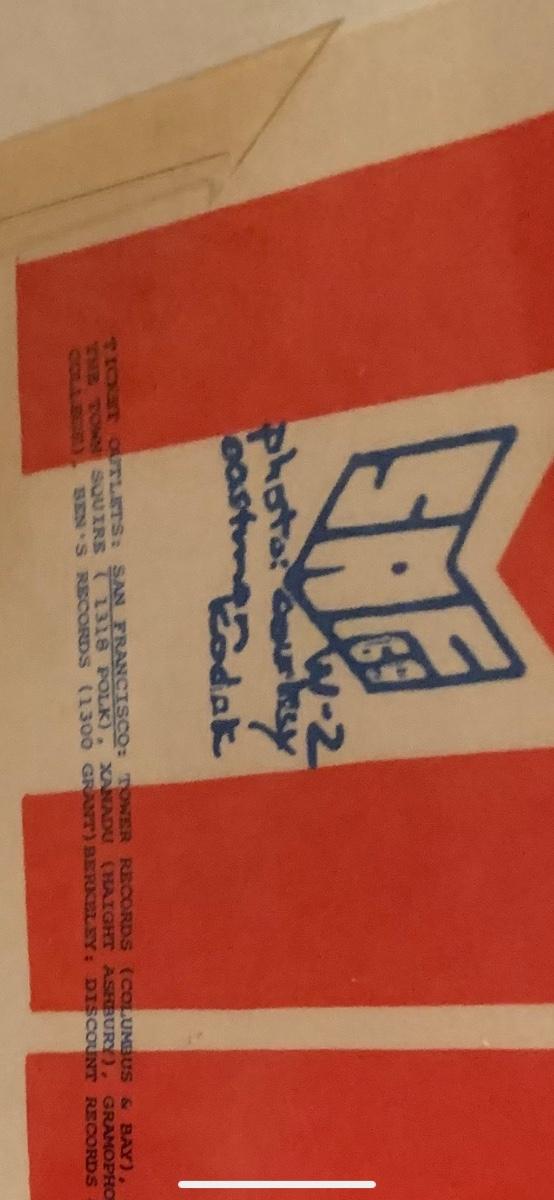 W-2
photo: courtesy
eastman Kodak
TICKET OUTLETS: SAN FRANCISCO: TOWER RECORDS (COLUMBUS & BAY),
THE TOWN SQUIRE ( 1318 POLK), XANADU (HAIGHT ASHBURY), GRAMOPHO
COLLEGE), BEN'S RECORDS (1300 GRANT) BERKELEY: DISCOUNT RECORDS